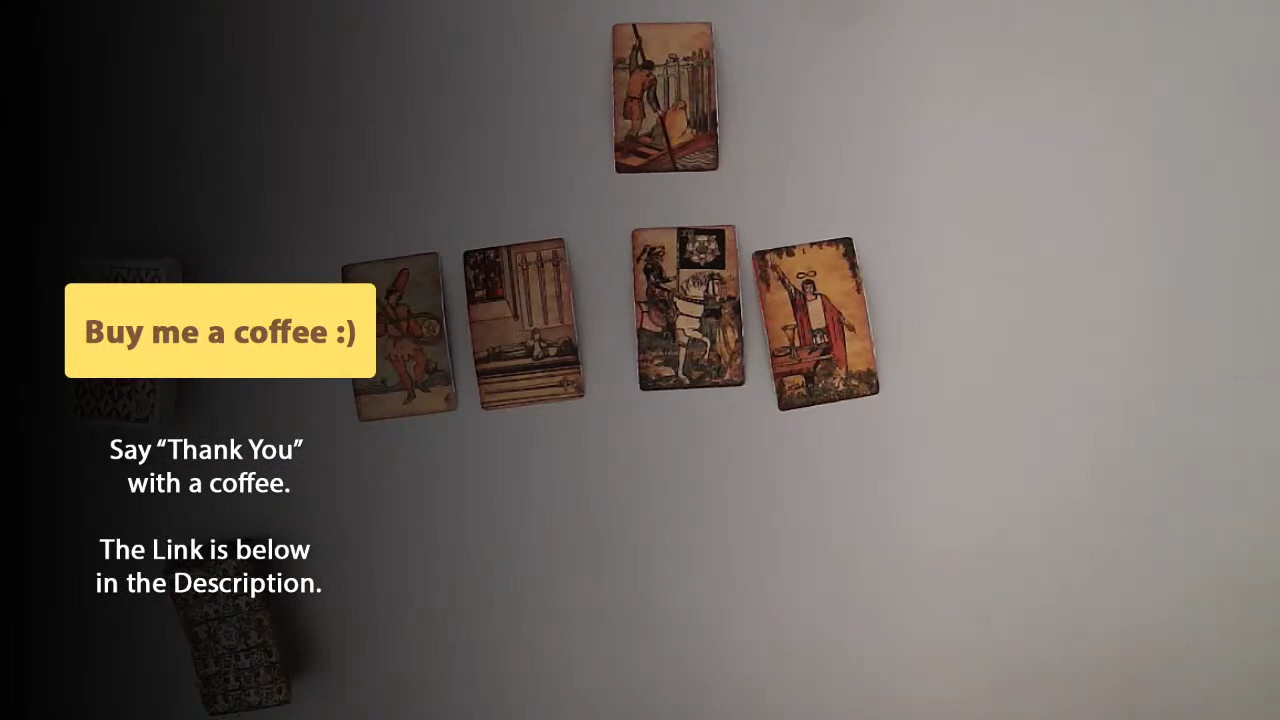 Buy me a coffee :)
Say “Thank You”
with a coffee.
The Link is below
in the Description.